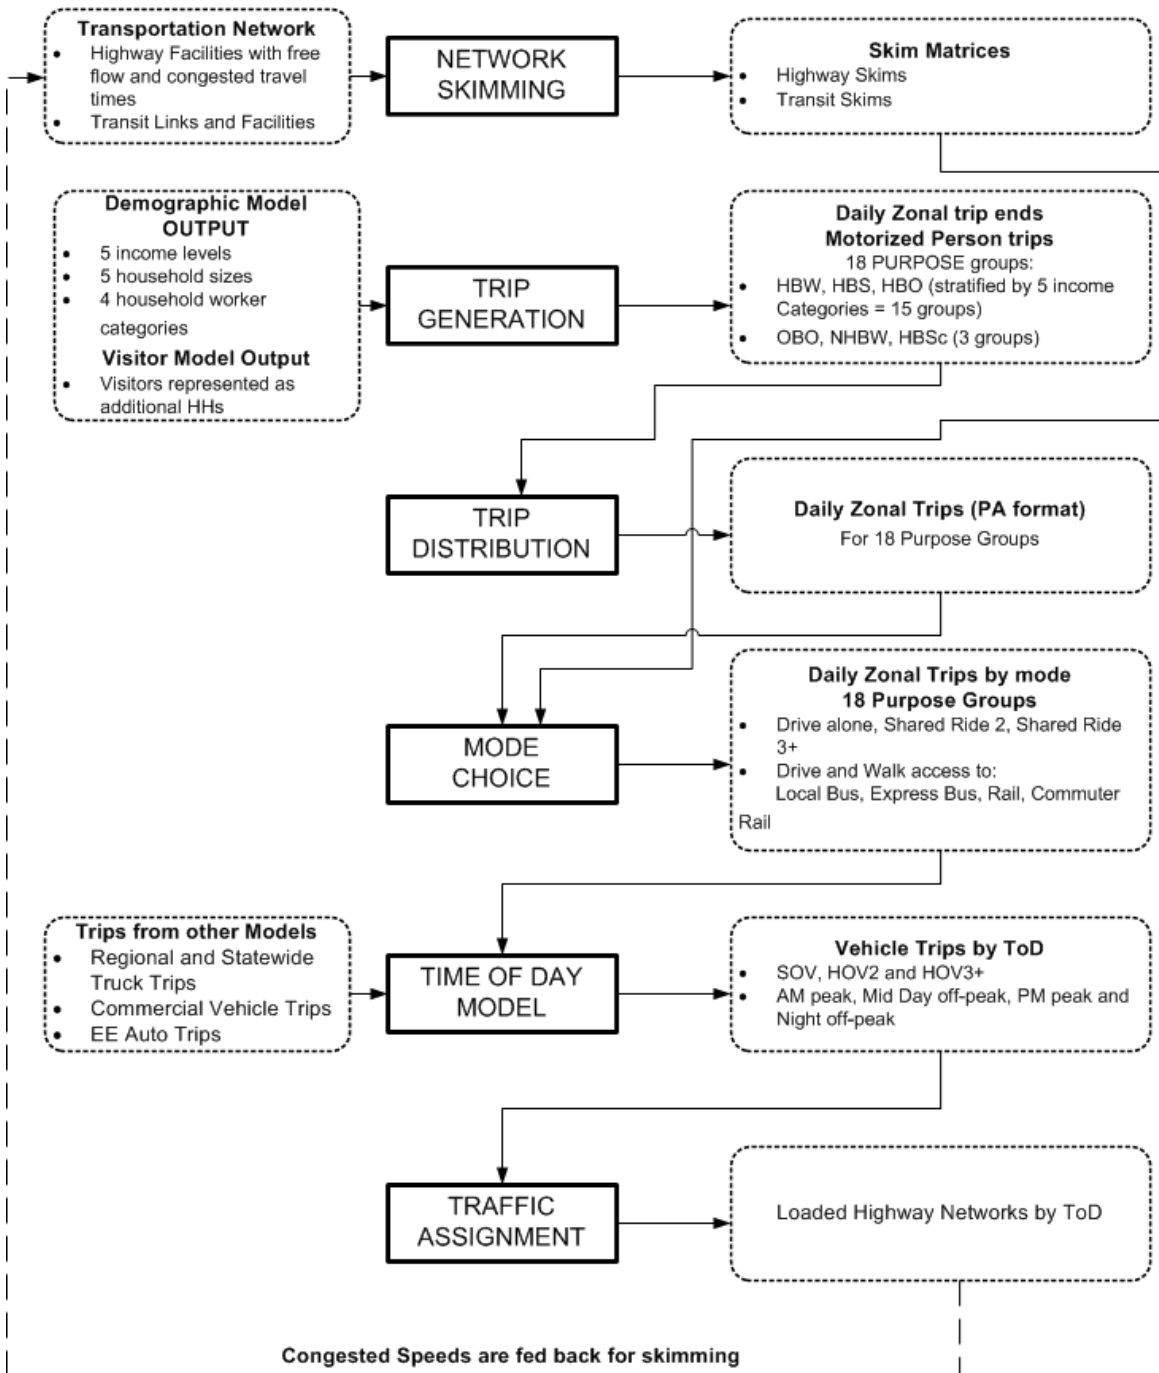 Transportation Network
• Highway Facilities with free
flow and congested travel
times
• Transit Links and Facilities
NETWORK
SKIMMING
Skim Matrices
• Highway Skims
• Transit Skims
Demographic Model
OUTPUT
• 5 income levels
• 5 household sizes
• 4 household worker
categories
Visitor Model Output
• Visitors represented as
additional HHs
TRIP
GENERATION
Daily Zonal trip ends
Motorized Person trips
18 PURPOSE groups:
• HBW, HBS, HBO (stratified by 5 income
Categories = 15 groups)
• OBO, NHBW, HBSc (3 groups)
TRIP
DISTRIBUTION
Daily Zonal Trips (PA format)
For 18 Purpose Groups
MODE
CHOICE
Daily Zonal Trips by mode
18 Purpose Groups
• Drive alone, Shared Ride 2, Shared Ride
3+
• Drive and Walk access to:
Local Bus, Express Bus, Rail, Commuter
Rail
Trips from other Models
• Regional and Statewide
Truck Trips
• Commercial Vehicle Trips
• EE Auto Trips
TIME OF DAY
MODEL
Vehicle Trips by ToD
• SOV, HOV2 and HOV3+
• AM peak, Mid Day off-peak, PM peak and
Night off-peak
TRAFFIC
ASSIGNMENT
Loaded Highway Networks by ToD
Congested Speeds are fed back for skimming